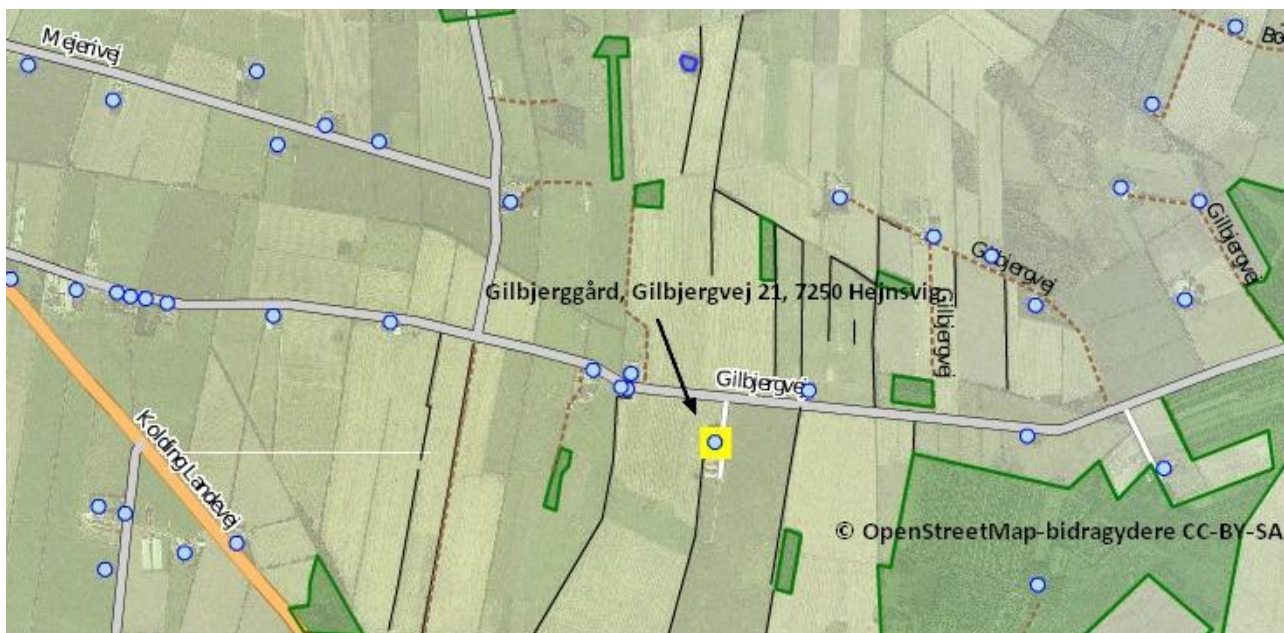 Mejerivej
Gilbjergvej
Gilbjergvej
Gilbjerggård, Gilbjergvej 21, 7250 Hejnsvig,
Gilbjergvej
Gilbjergvej
Kolding Landevej
© OpenStreetMap-bidragydere CC-BY-SA